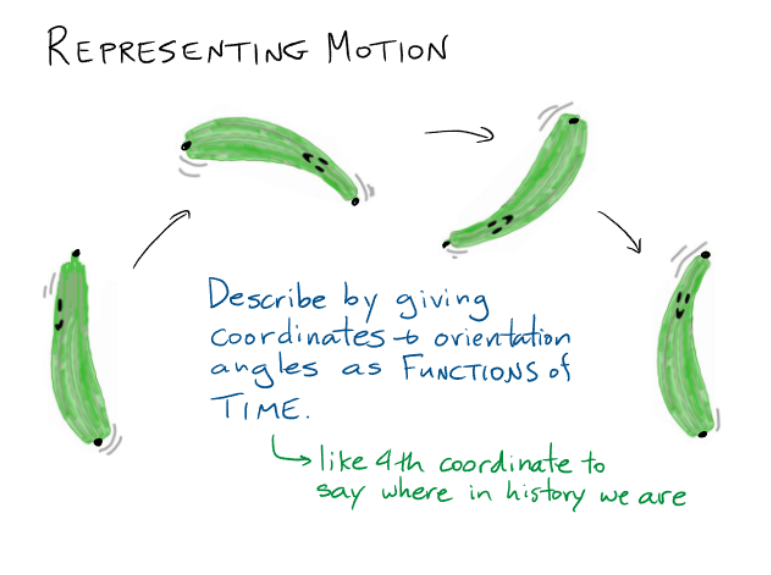 REPRESENTING MOTION
Describe by giving
coordinates + orientation
angles as FUNCTIONS of
TIME.
like 4th coordinate to
say where in history we are